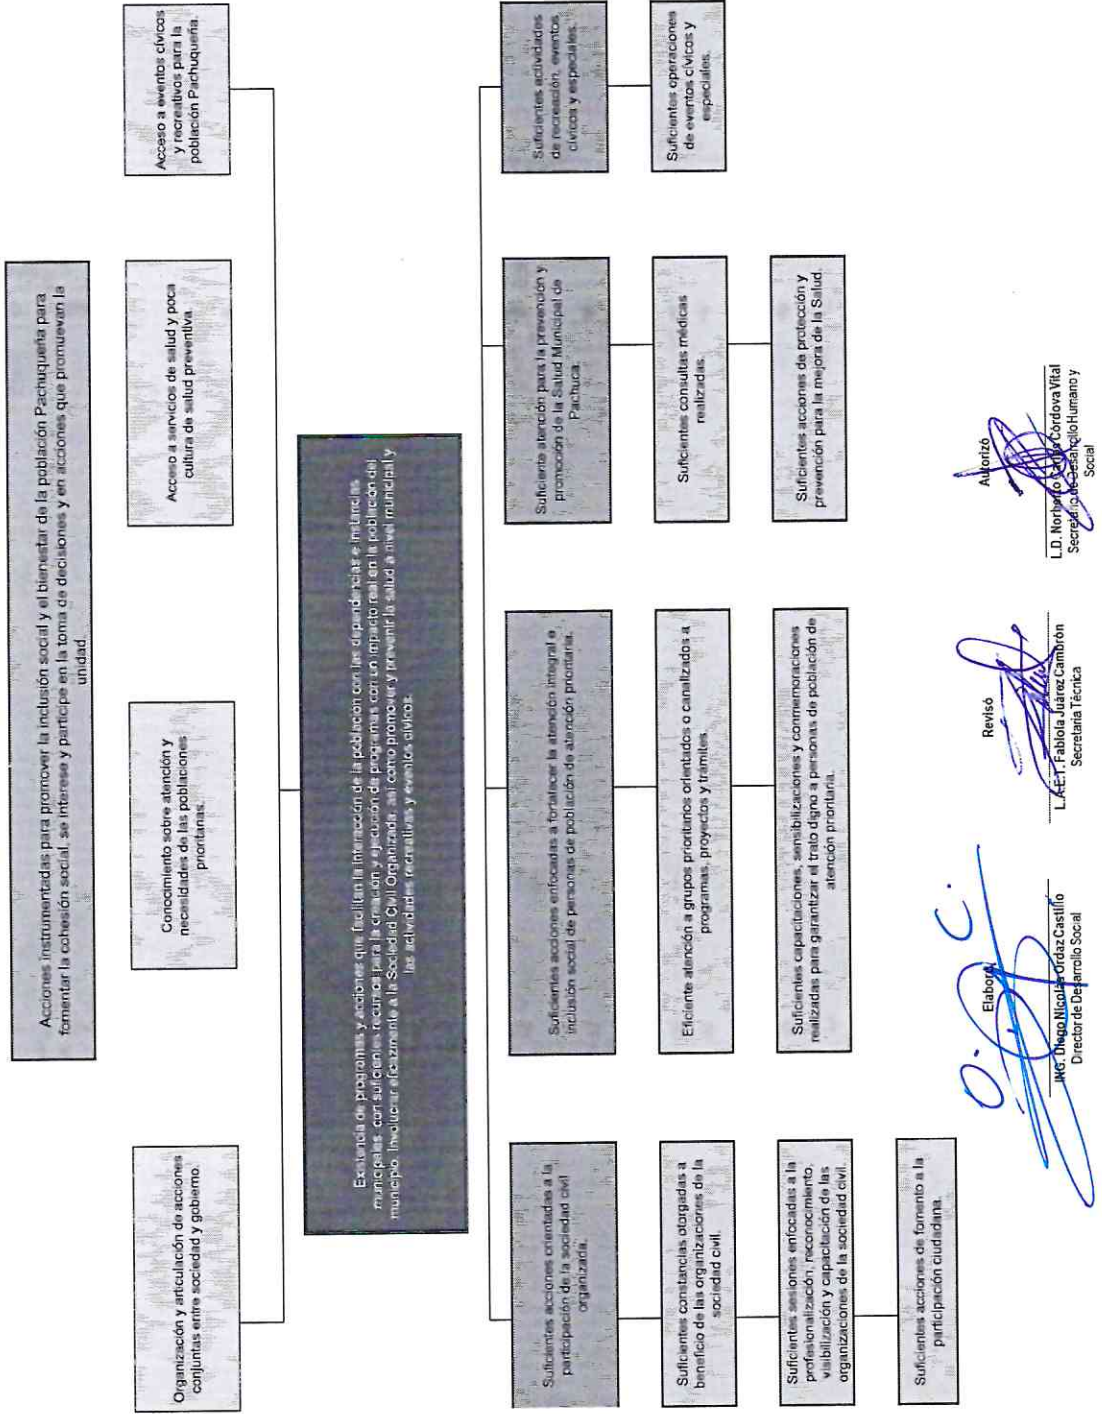 Acciones instrumentadas para promover la inclusión social y el bienestar de la población Pachuqueña para
fomentar la cohesión social, se interese y participe en la toma de decisiones y en acciones que promuevan la
unidad.
Organización y articulación de acciones
conjuntas entre sociedad y gobierno.
Conocimiento sobre atención y
necesidades de las poblaciones
prioritarias.
Acceso a servicios de salud y poca
cultura de salud preventiva.
Acceso a eventos cívicos
y recreativos para la
población Pachuqueña.
Existencia de programas y acciones que facilitan la interacción de la población con las dependencias e instancias
municipales, con suficientes recursos para la creación y ejecución de programas con un impacto real en la población del
municipio. Involucrar eficazmente a la Sociedad Civil Organizada, así como promover y prevenir la salud a nivel municipal y
las actividades recreativas y eventos cívicos.
Suficientes acciones orientadas a la
participación de la sociedad civil
organizada.
Suficientes constancias otorgadas a
beneficio de las organizaciones de la
sociedad civil.
Suficientes sesiones enfocadas a la
profesionalización, reconocimiento,
visibilización y capacitación de las
organizaciones de la sociedad civil.
Suficientes acciones de fomento a la
participación ciudadana.
Suficientes acciones enfocadas a fortalecer la atención integral e
inclusión social de personas de población de atención prioritaria.
Eficiente atención a grupos prioritarios orientados o canalizados a
programas, proyectos y trámites.
Suficientes capacitaciones, sensibilizaciones y conmemoraciones
realizadas para garantizar el trato digno a personas de población de
atención prioritaria.
Suficiente atención para la prevención y
promoción de la Salud Municipal de
Pachuca.
Suficientes consultas médicas
realizadas.
Suficientes acciones de protección y
prevención para la mejora de la Salud.
Suficientes actividades
de recreación, eventos
cívicos y especiales.
Suficientes operaciones
de eventos cívicos y
especiales.
Elaboró
O. C.
ING. Diego Nicolás Ordaz Castillo
Director de Desarrollo Social
Revisó
L.A.E.T. Fabiola Juárez Cambrón
Secretaria Técnica
Autorizó
L.D. Norberto Carlos Córdova Vital
Secretario de Desarrollo Humano y
Social